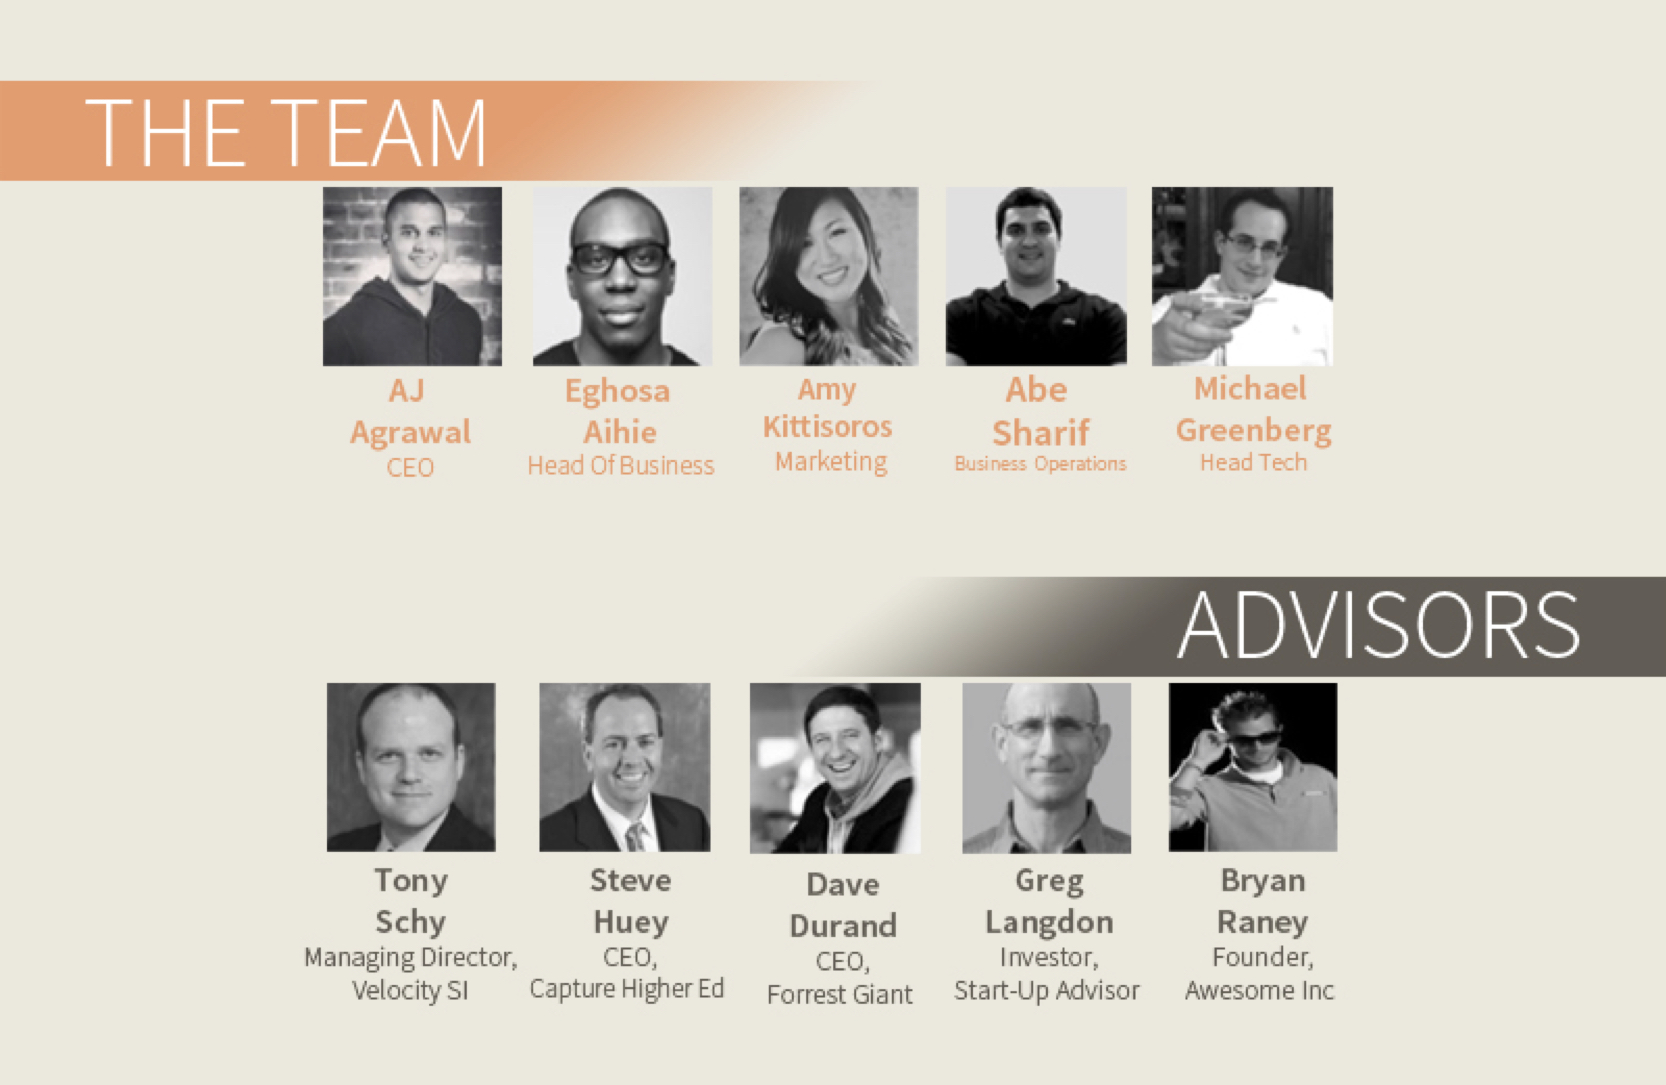 THE TEAM
AJ
Agrawal
CEO
Eghosa
Aihie
Head Of Business
Amy
Kittisoros
Marketing
Abe
Sharif
Business Operations
Michael
Greenberg
Head Tech
ADVISORS
Tony
Schy
Managing Director,
Velocity SI
Steve
Huey
CEO,
Capture Higher Ed
Dave
Durand
CEO,
Forrest Giant
Greg
Langdon
Investor,
Start-Up Advisor
Bryan
Raney
Founder,
Awesome Inc